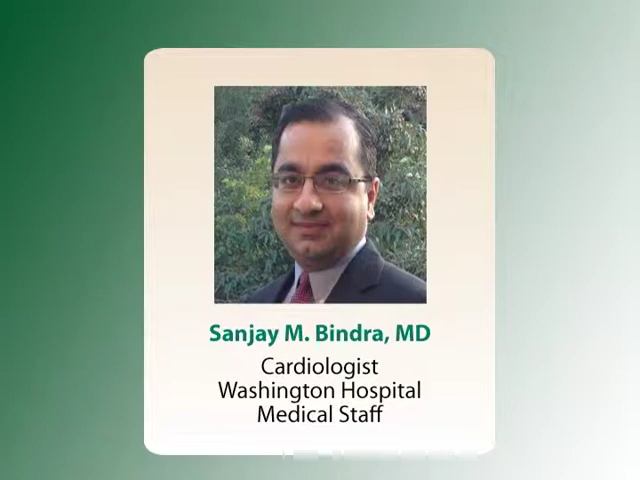 Sanjay M. Bindra, MD
Cardiologist
Washington Hospital
Medical Staff